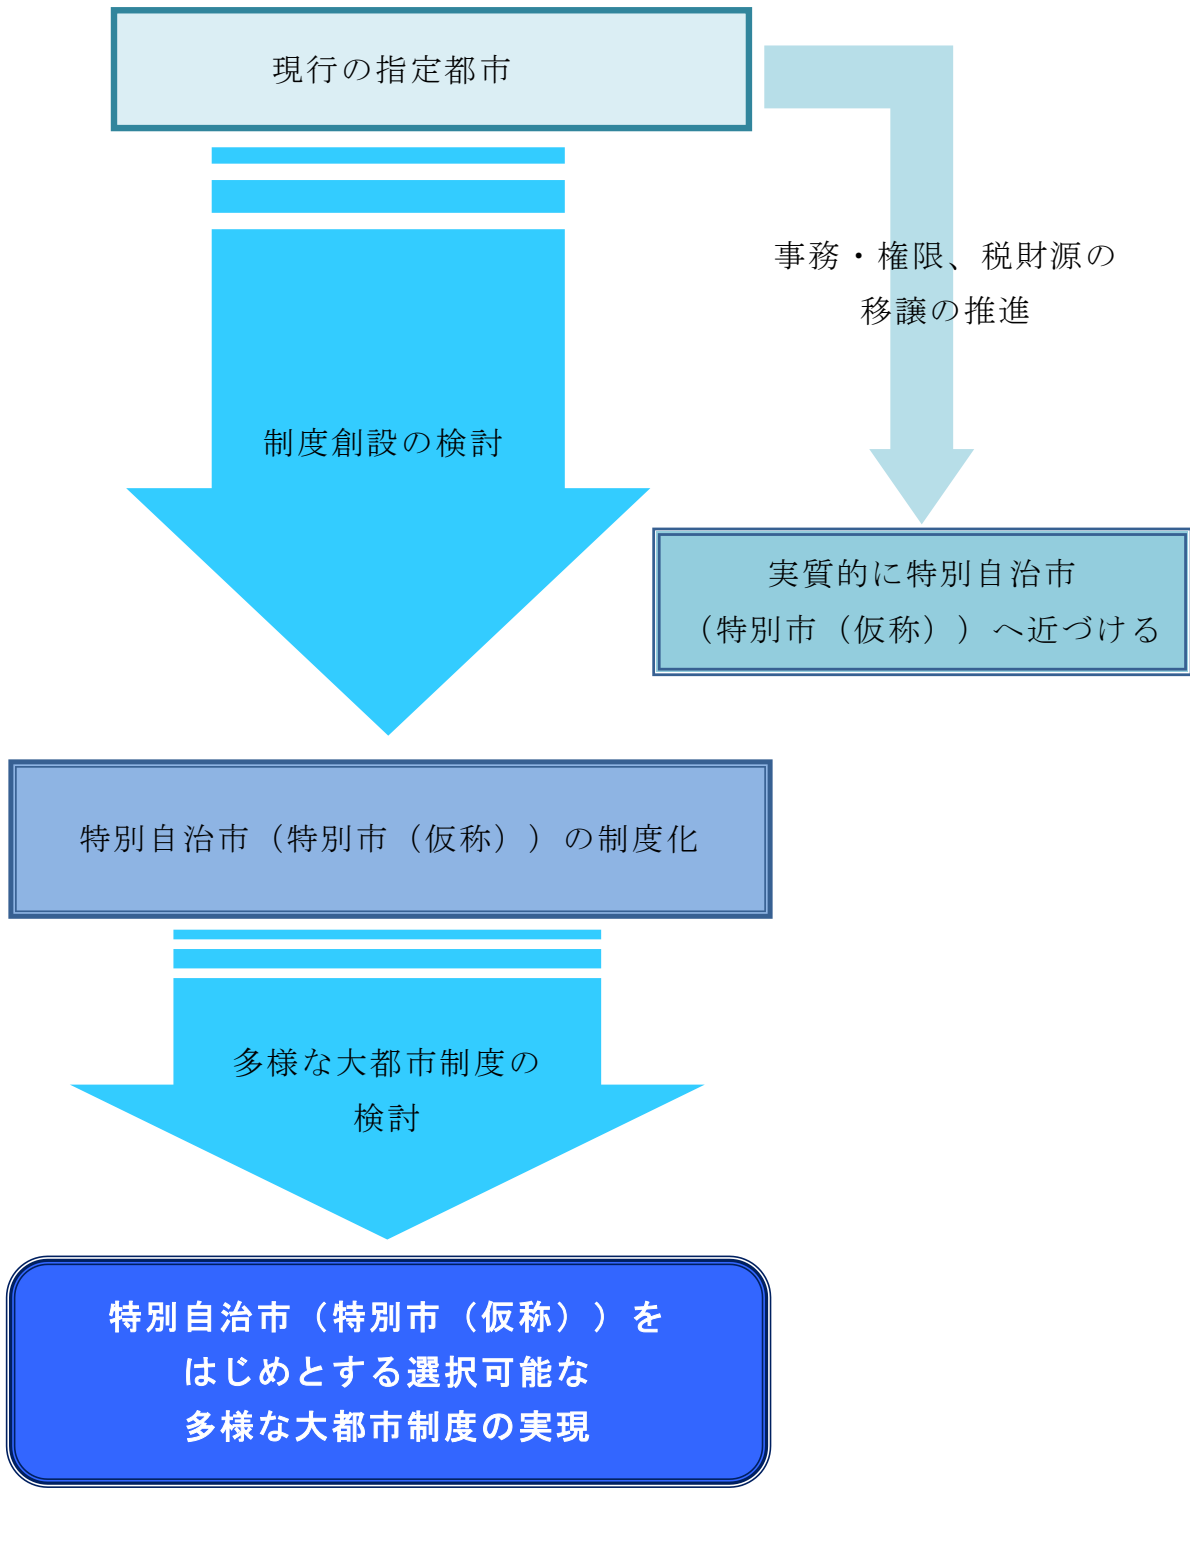 現行の指定都市
事務・権限、税財源の
移譲の推進
制度創設の検討
実質的に特別自治市
（特別市（仮称））へ近づける
特別自治市（特別市（仮称））の制度化
多様な大都市制度の
検討
特別自治市（特別市（仮称））を
はじめとする選択可能な
多様な大都市制度の実現